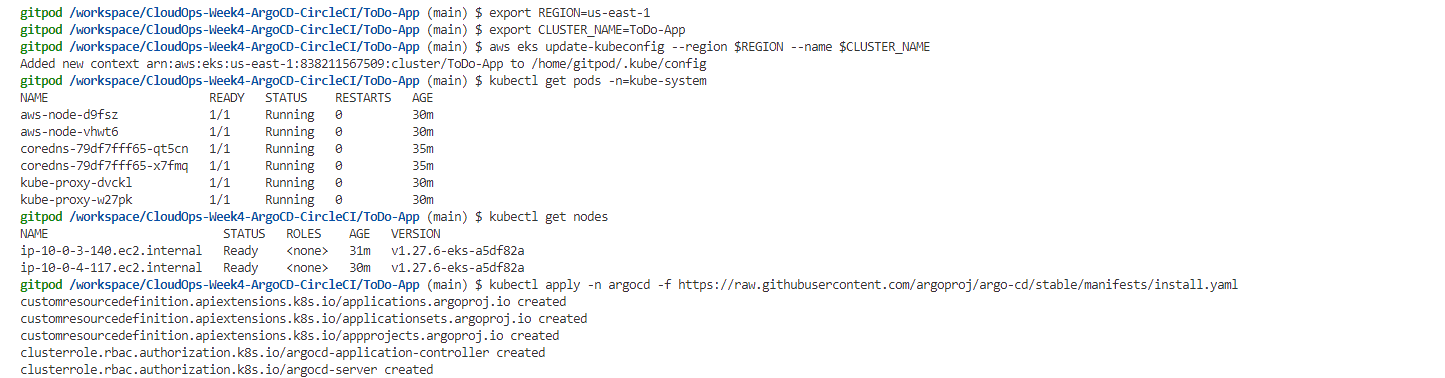 gitpod /workspace/CloudOps-Week4-ArgoCD-CircleCI/ToDo-App (main) $ export REGION=us-east-1
gitpod /workspace/CloudOps-Week4-ArgoCD-CircleCI/ToDo-App (main) $ export CLUSTER_NAME=ToDo-App
gitpod /workspace/CloudOps-Week4-ArgoCD-CircleCI/ToDo-App (main) $ aws eks update-kubeconfig --region $REGION --name $CLUSTER_NAME
Added new context arn:aws:eks:us-east-1:838211567509:cluster/ToDo-App to /home/gitpod/.kube/config
gitpod /workspace/CloudOps-Week4-ArgoCD-CircleCI/ToDo-App (main) $ kubectl get pods -n=kube-system
NAME READY STATUS RESTARTS AGE
aws-node-d9fsz 1/1 Running 0 30m
aws-node-vhwt6 1/1 Running 0 30m
coredns-79df7fff65-qt5cn 1/1 Running 0 35m
coredns-79df7fff65-x7fmq 1/1 Running 0 35m
kube-proxy-dvckl 1/1 Running 0 30m
kube-proxy-w27pk 1/1 Running 0 30m
gitpod /workspace/CloudOps-Week4-ArgoCD-CircleCI/ToDo-App (main) $ kubectl get nodes
NAME STATUS ROLES AGE VERSION
ip-10-0-3-140.ec2.internal Ready <none> 31m v1.27.6-eks-a5df82a
ip-10-0-4-117.ec2.internal Ready <none> 30m v1.27.6-eks-a5df82a
gitpod /workspace/CloudOps-Week4-ArgoCD-CircleCI/ToDo-App (main) $ kubectl apply -n argocd -f https://raw.githubusercontent.com/argoproj/argo-cd/stable/manifests/install.yaml
customresourcedefinition.apiextensions.k8s.io/applications.argoproj.io created
customresourcedefinition.apiextensions.k8s.io/applicationsets.argoproj.io created
customresourcedefinition.apiextensions.k8s.io/appprojects.argoproj.io created
clusterrole.rbac.authorization.k8s.io/argocd-application-controller created
clusterrole.rbac.authorization.k8s.io/argocd-server created